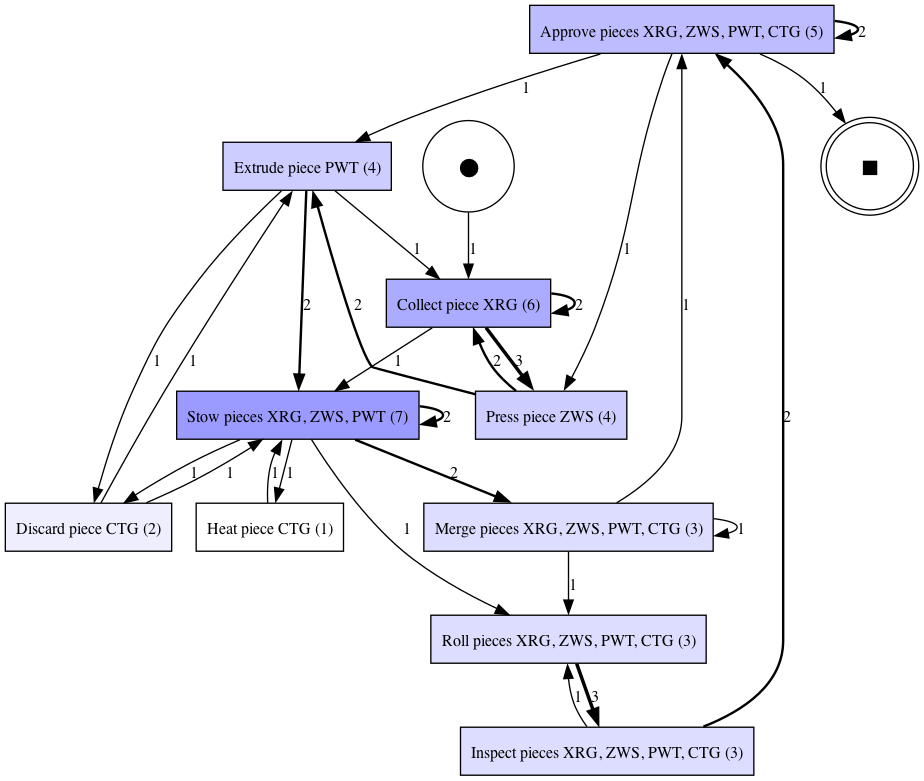 Approve pieces XRG, ZWS, PWT, CTG (5)
2
1
1
Extrude piece PWT (4)
1
1
1
2
2
Collect piece XRG (6)
2
1
1
1
1
2
3
2
Stow pieces XRG, ZWS, PWT (7)
2
Press piece ZWS (4)
1
1
1
1
2
Discard piece CTG (2)
Heat piece CTG (1)
1
Merge pieces XRG, ZWS, PWT, CTG (3)
1
1
Roll pieces XRG, ZWS, PWT, CTG (3)
1
3
Inspect pieces XRG, ZWS, PWT, CTG (3)